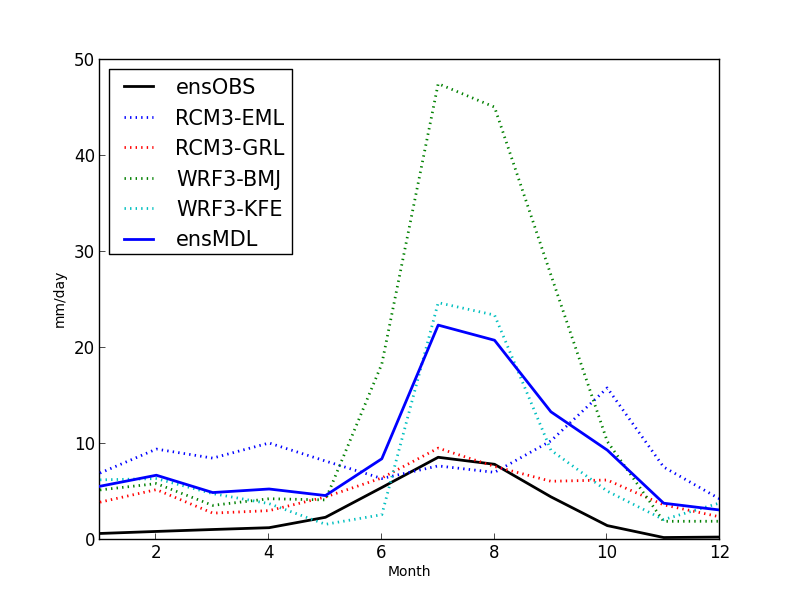 50
40
30
20
10
0
mm/day
ensOBS
RCM3-EML
RCM3-GRL
WRF3-BMJ
WRF3-KFE
ensMDL
2 4 6 8 10 12
Month